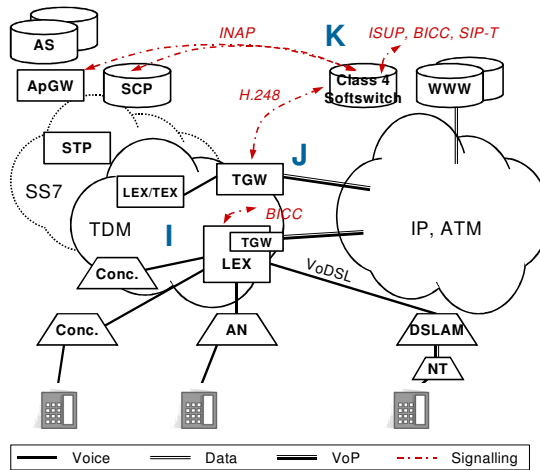 AS
INAP
K
ISUP, BICC, SIP-T
ApGW
SCP
Class 4
Softswitch
WWW
H.248
STP
J
SS7
LEX/TEX
TGW
TDM
I
BICC
IP, ATM
TGW
LEX
Conc.
VoDSL
Conc.
AN
DSLAM
NT
Voice
Data
VoP
Signalling